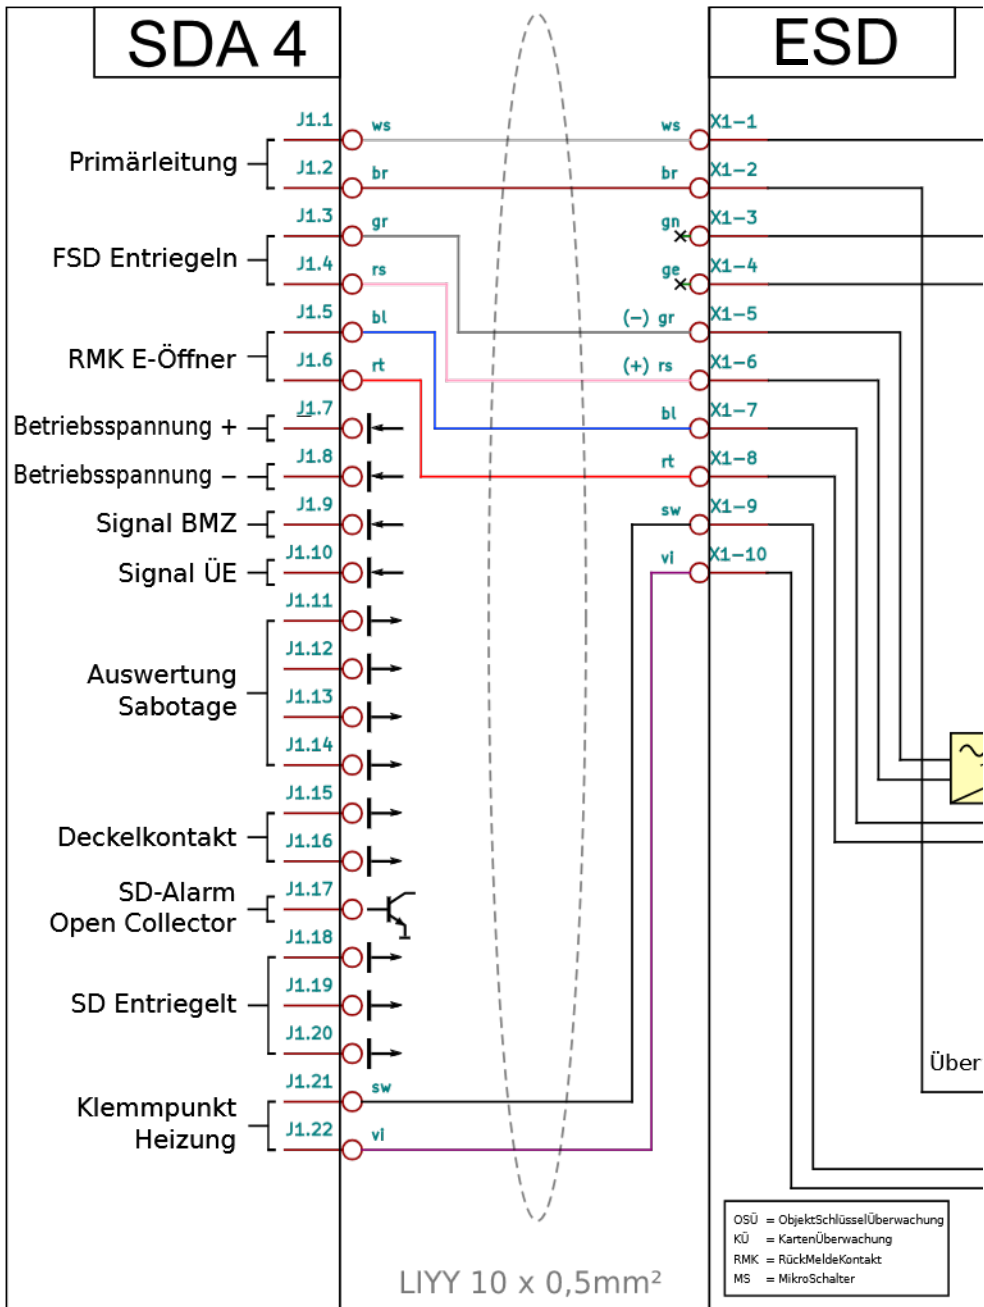 SDA 4
ESD
J1.1
ws
ws
X1-1
Primärleitung
J1.2
br
br
X1-2
J1.3
gr
gn
X1-3
FSD Entriegeln
J1.4
rs
ge
X1-4
J1.5
bl
(-) gr
X1-5
RMK E-Öffner
J1.6
rt
(+) rs
X1-6
J1.7
bl
X1-7
Betriebsspannung +
J1.8
rt
X1-8
Betriebsspannung −
J1.9
sw
X1-9
Signal BMZ
J1.10
vi
X1-10
Signal ÜE
J1.11
J1.12
Auswertung
Sabotage
J1.13
J1.14
J1.15
Deckelkontakt
J1.16
J1.17
SD-Alarm
Open Collector
J1.18
J1.19
SD Entriegelt
J1.20
Über
J1.21
sw
Klemmpunkt
Heizung
J1.22
vi
OSÜ = ObjektSchlüsselÜberwachung
KÜ = KartenÜberwachung
RMK = RückMeldeKontakt
MS = MikroSchalter
LIYY 10 x 0,5mm²